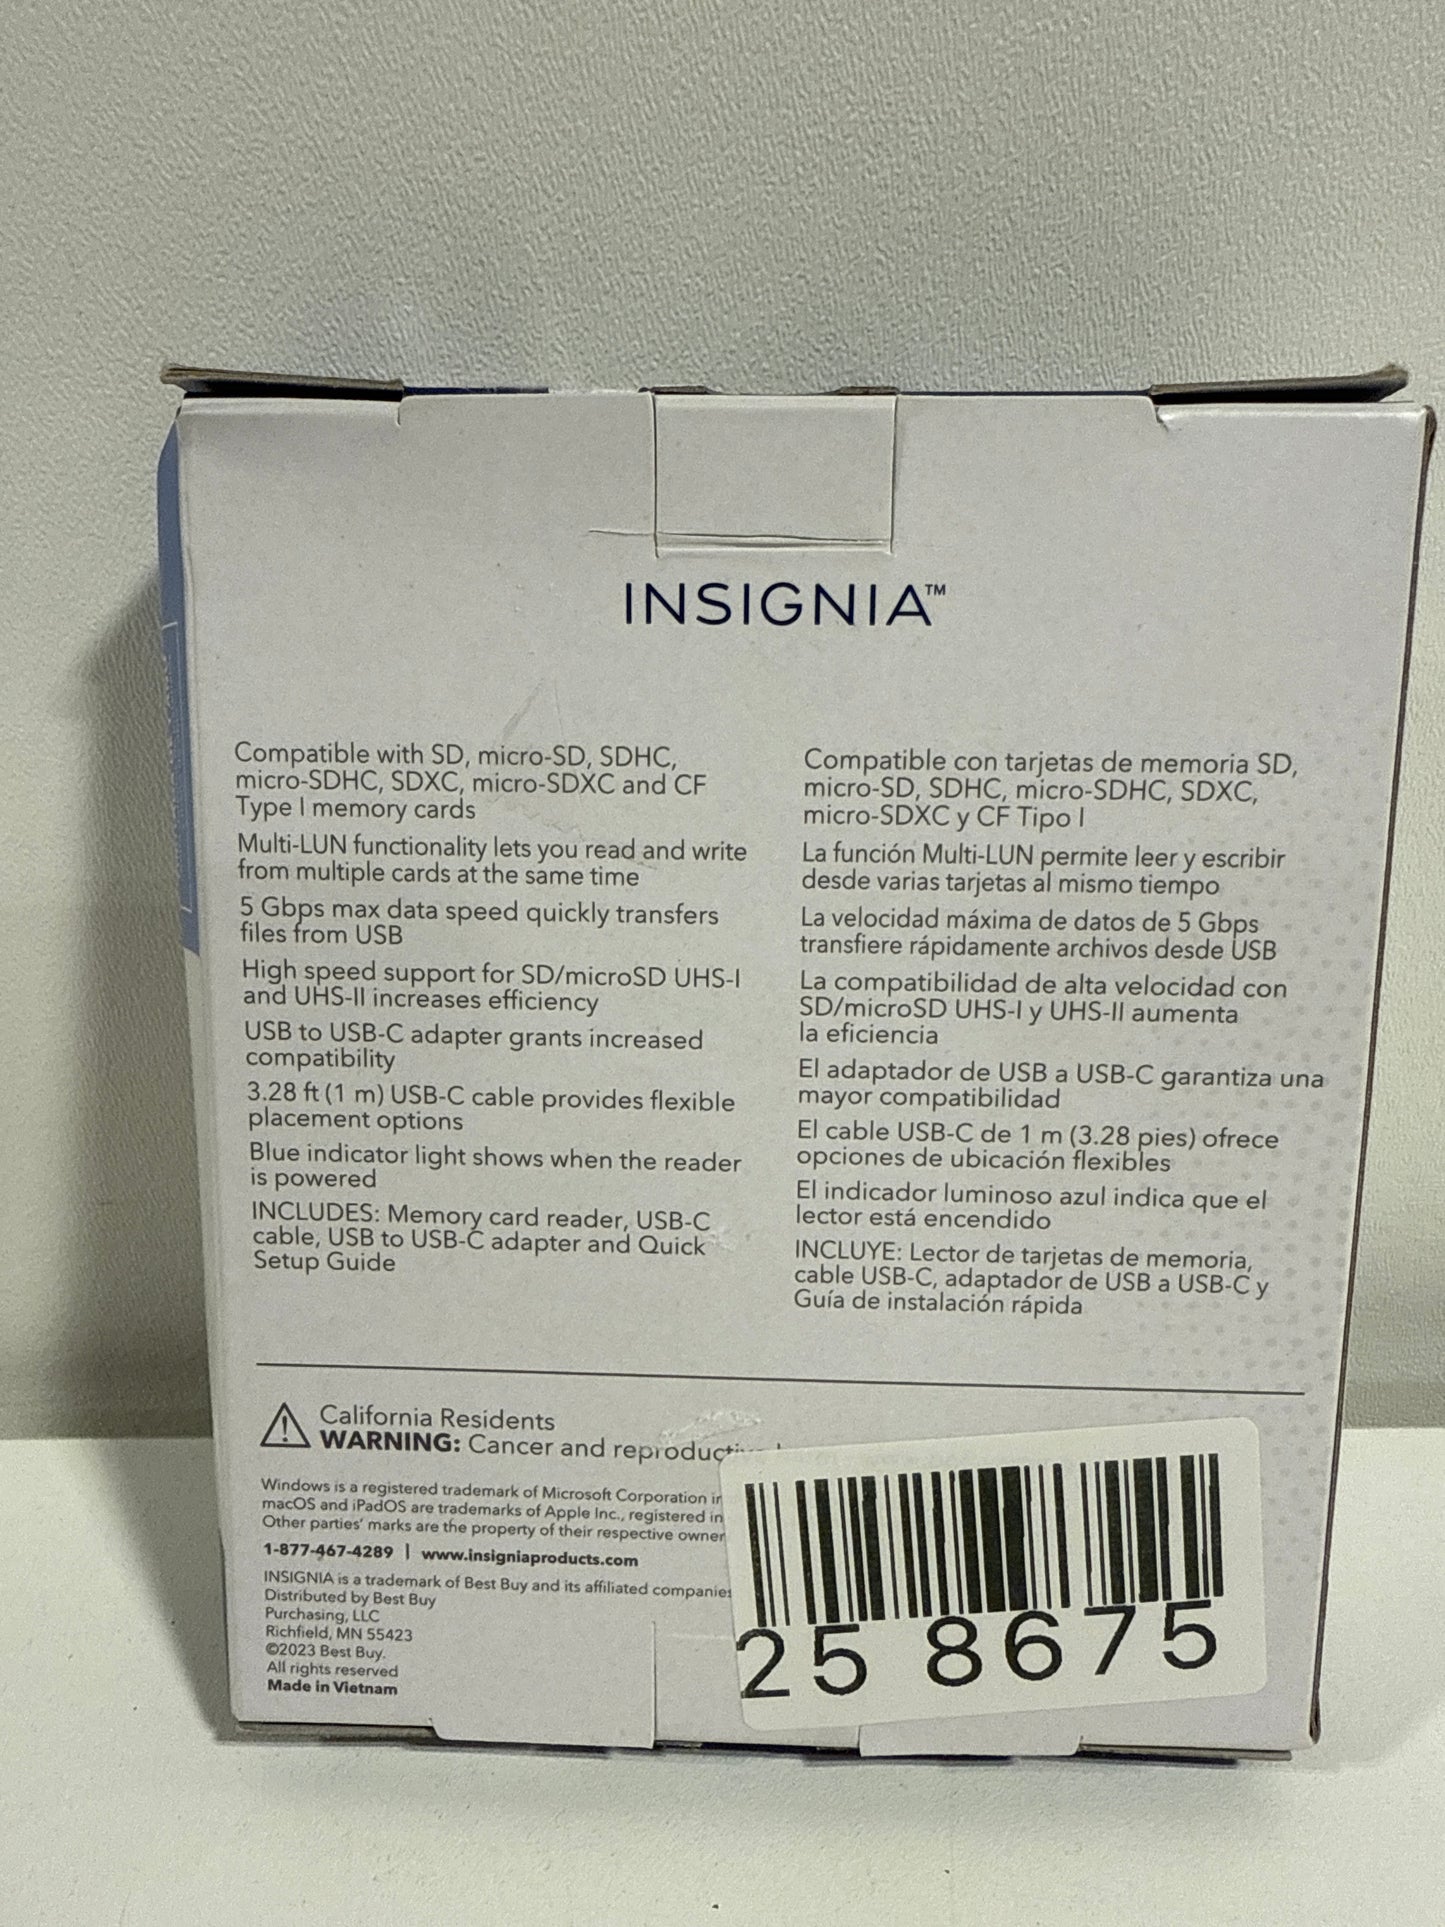 INSIGNIA™
Compatible with SD, micro-SD, SDHC,
micro-SDHC, SDXC, micro-SDXC and CF
Type I memory cards
Multi-LUN functionality lets you read and write
from multiple cards at the same time
5 Gbps max data speed quickly transfers
files from USB
High speed support for SD/microSD UHS-I
and UHS-II increases efficiency
USB to USB-C adapter grants increased
compatibility
3.28 ft (1 m) USB-C cable provides flexible
placement options
Blue indicator light shows when the reader
is powered
INCLUDES: Memory card reader, USB-C
cable, USB to USB-C adapter and Quick
Setup Guide
Compatible con tarjetas de memoria SD,
micro-SD, SDHC, micro-SDHC, SDXC,
micro-SDXC y CF Tipo I
La función Multi-LUN permite leer y escribir
desde varias tarjetas al mismo tiempo
La velocidad máxima de datos de 5 Gbps
transfiere rápidamente archivos desde USB
La compatibilidad de alta velocidad con
SD/microSD UHS-I y UHS-II aumenta
la eficiencia
El adaptador de USB a USB-C garantiza una
mayor compatibilidad
El cable USB-C de 1 m (3.28 pies) ofrece
opciones de ubicación flexibles
El indicador luminoso azul indica que el
lector está encendido
INCLUYE: Lector de tarjetas de memoria,
cable USB-C, adaptador de USB a USB-C y
Guía de instalación rápida
California Residents
WARNING: Cancer and reproductive
Windows is a registered trademark of Microsoft Corporation in
macOS and iPadOS are trademarks of Apple Inc., registered in
Other parties' marks are the property of their respective owner
1-877-467-4289 | www.insigniaproducts.com
INSIGNIA is a trademark of Best Buy and its affiliated companies
Distributed by Best Buy
Purchasing, LLC
Richfield, MN 55423
©2023 Best Buy.
All rights reserved
Made in Vietnam
25 8675